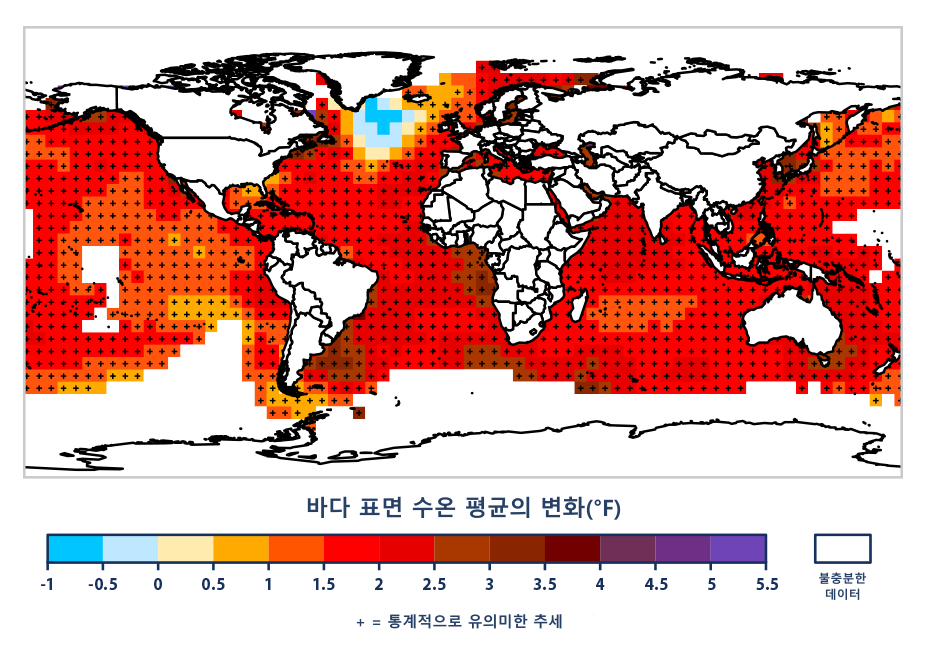 바다 표면 수온 평균의 변화(°F)
-1 -0.5 0 0.5 1 1.5 2 2.5 3 3.5 4 4.5 5 5.5
불충분한
데이터
+ = 통계적으로 유의미한 추세